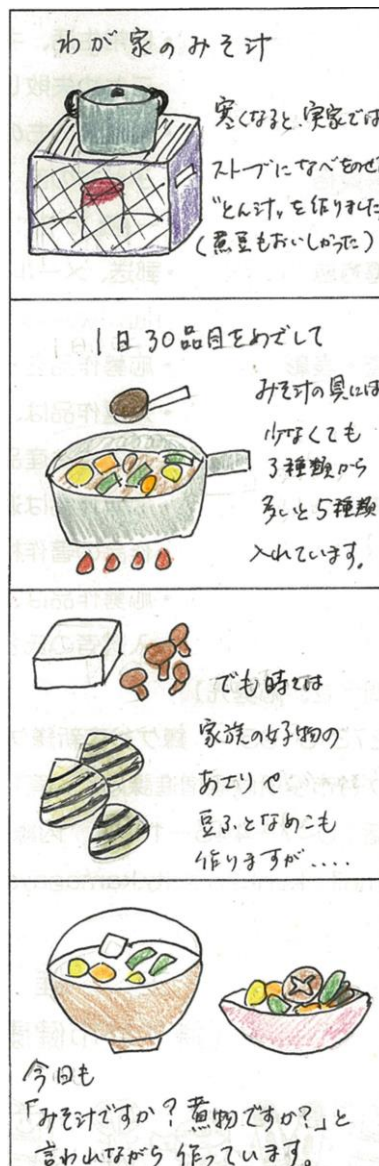 わが家のみそ汁
寒くなると、実家では
ストーブになべをのせ
"とん汁"を作りました
(煮豆もおいしかった)
1日30品目をめざして
みそ汁の具には
少なくても
3種類から
多いと5種類
入れています。
でも時には
家族の好物の
あさりや
豆ふとなめこも
作りますが....
今日も
「みそ汁ですか?煮物ですか?」と
言われながら作っています。